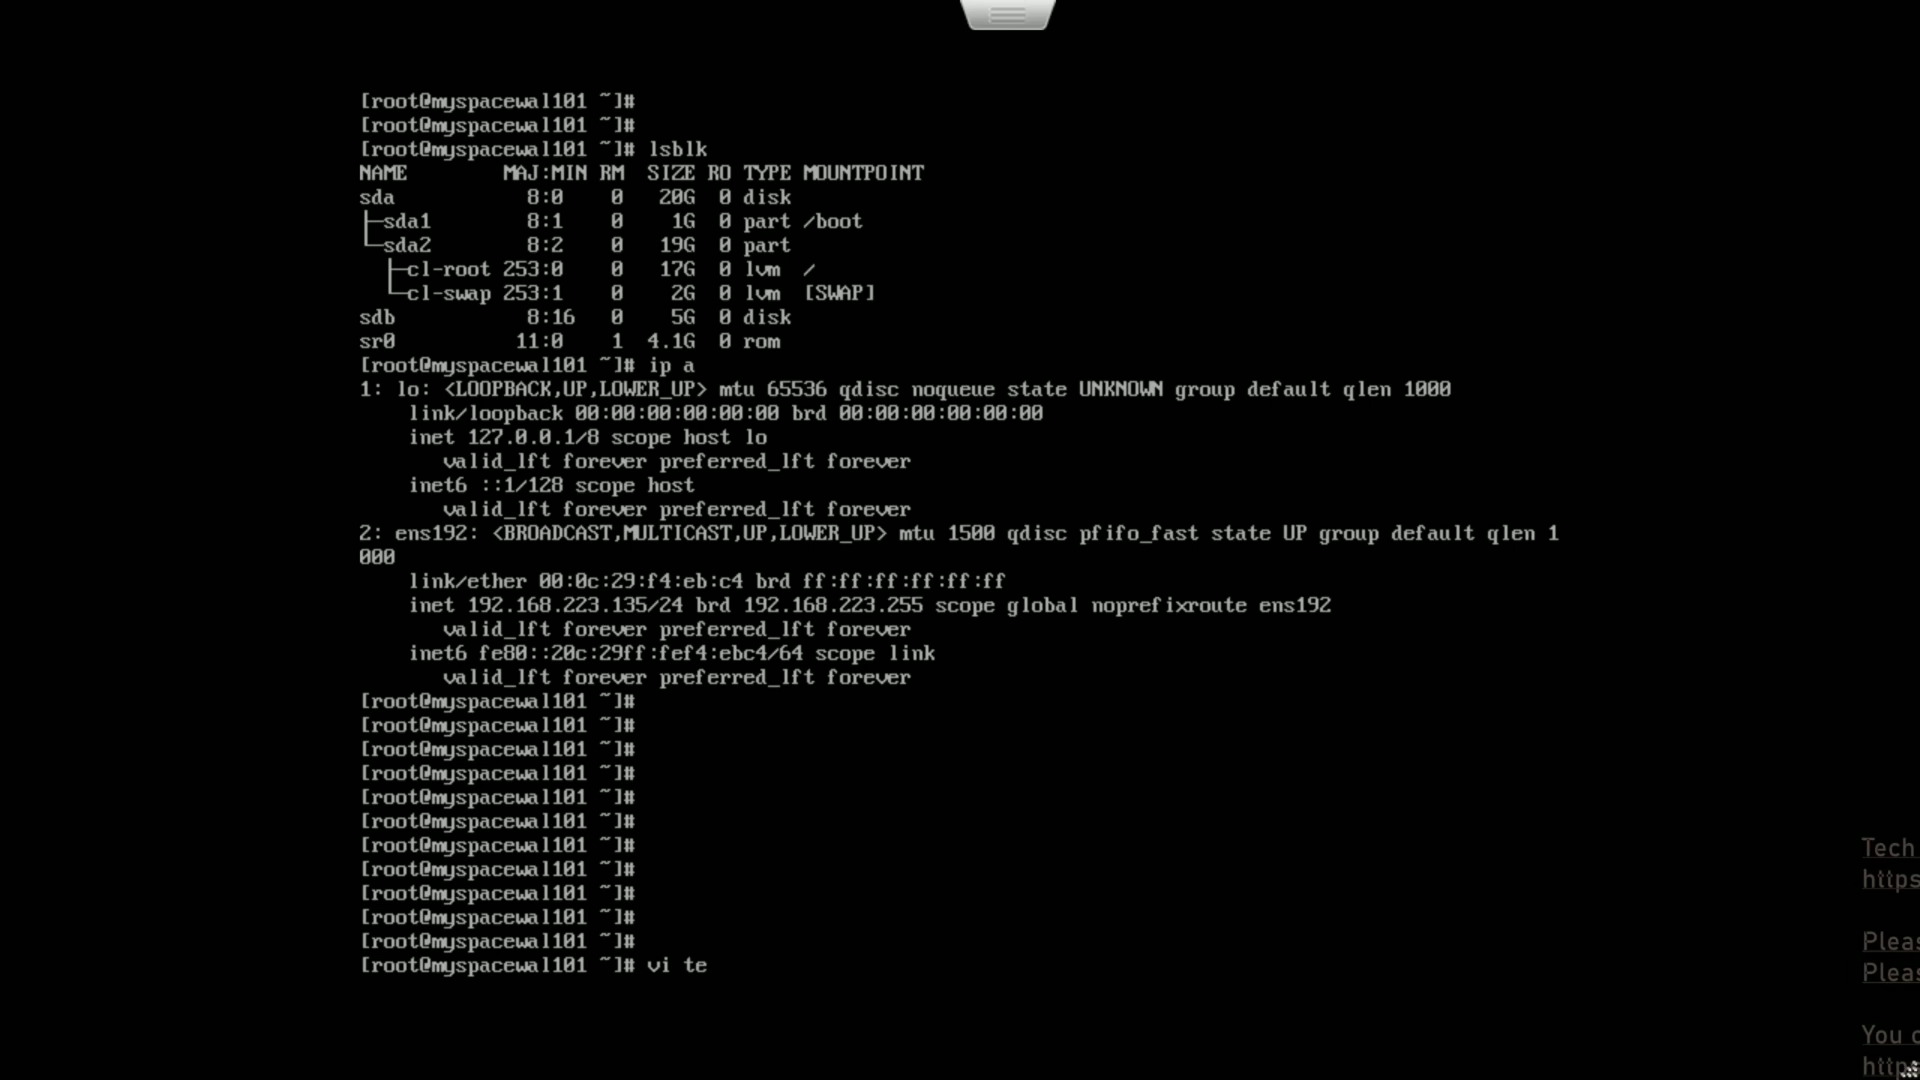 [root@myspacewal101 ~]#
[root@myspacewal101 ~]#
[root@myspacewal101 ~]# lsblk
NAME        MAJ:MIN RM  SIZE RO TYPE MOUNTPOINT
sda           8:0    0   20G  0 disk
├─sda1        8:1    0    1G  0 part /boot
└─sda2        8:2    0   19G  0 part
  ├─cl-root 253:0    0   17G  0 lvm  /
  └─cl-swap 253:1    0    2G  0 lvm  [SWAP]
sdb           8:16   0    5G  0 disk
sr0          11:0    1  4.1G  0 rom
[root@myspacewal101 ~]# ip a
1: lo: <LOOPBACK,UP,LOWER_UP> mtu 65536 qdisc noqueue state UNKNOWN group default qlen 1000
    link/loopback 00:00:00:00:00:00 brd 00:00:00:00:00:00
    inet 127.0.0.1/8 scope host lo
       valid_lft forever preferred_lft forever
    inet6 ::1/128 scope host
       valid_lft forever preferred_lft forever
2: ens192: <BROADCAST,MULTICAST,UP,LOWER_UP> mtu 1500 qdisc pfifo_fast state UP group default qlen 1
000
    link/ether 00:0c:29:f4:eb:c4 brd ff:ff:ff:ff:ff:ff
    inet 192.168.223.135/24 brd 192.168.223.255 scope global noprefixroute ens192
       valid_lft forever preferred_lft forever
    inet6 fe80::20c:29ff:fef4:ebc4/64 scope link
       valid_lft forever preferred_lft forever
[root@myspacewal101 ~]#
[root@myspacewal101 ~]#
[root@myspacewal101 ~]#
[root@myspacewal101 ~]#
[root@myspacewal101 ~]#
[root@myspacewal101 ~]#
[root@myspacewal101 ~]#
[root@myspacewal101 ~]#
[root@myspacewal101 ~]#
[root@myspacewal101 ~]#
[root@myspacewal101 ~]#
[root@myspacewal101 ~]# vi te
Tech
https
Pleas
Pleas
You
http